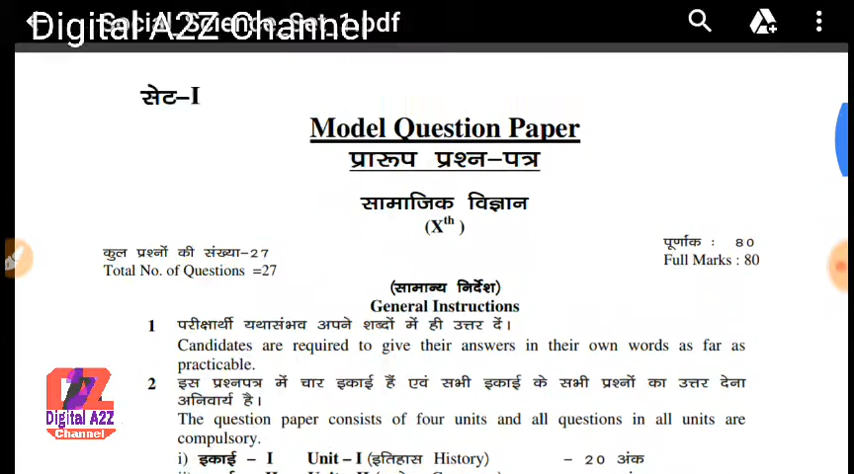 Digital A2Z Channel
Social_Science_Set_1.pdf
सेट–I
Model Question Paper
प्रारूप प्रश्न–पत्र
सामाजिक विज्ञान
(Xth )
कुल प्रश्नों की संख्या-27
पूर्णांक : 80
Total No. of Questions =27
Full Marks : 80
(सामान्य निर्देश)
General Instructions
1 परीक्षार्थी यथासंभव अपने शब्दों में ही उत्तर दें।
Candidates are required to give their answers in their own words as far as
practicable.
2 इस प्रश्नपत्र में चार इकाई हैं एवं सभी इकाई के सभी प्रश्नों का उत्तर देना
अनिवार्य है।
The question paper consists of four units and all questions in all units are
compulsory.
i) इकाई – I Unit – I (इतिहास History) – 20 अंक
Digital A2Z
Channel